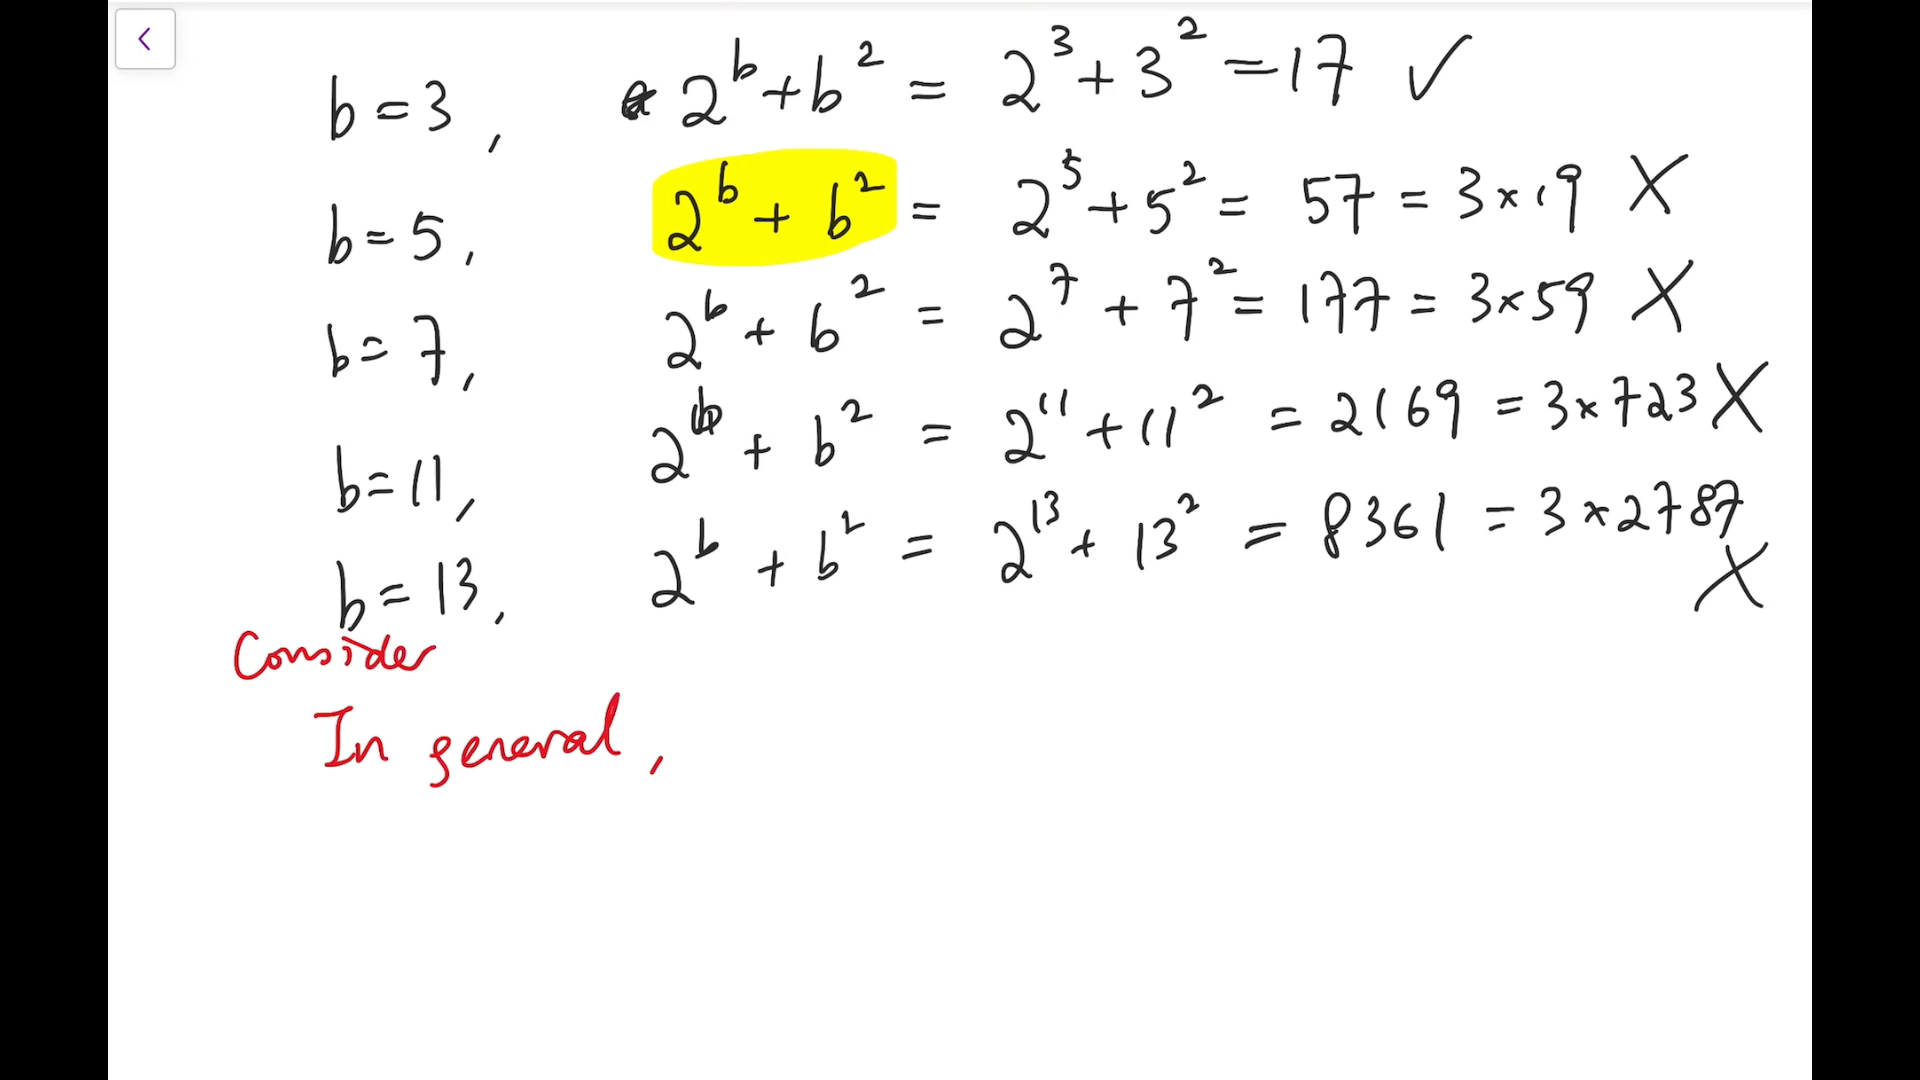 b = 3, 2^b + b^2 = 2^3 + 3^2 = 17 ✓
b = 5, 2^b + b^2 = 2^5 + 5^2 = 57 = 3 × 19 X
b = 7, 2^b + b^2 = 2^7 + 7^2 = 177 = 3 × 59 X
b = 11, 2^b + b^2 = 2^11 + 11^2 = 2169 = 3 × 723 X
b = 13, 2^b + b^2 = 2^13 + 13^2 = 8361 = 3 × 2787 X
Consider
In general,